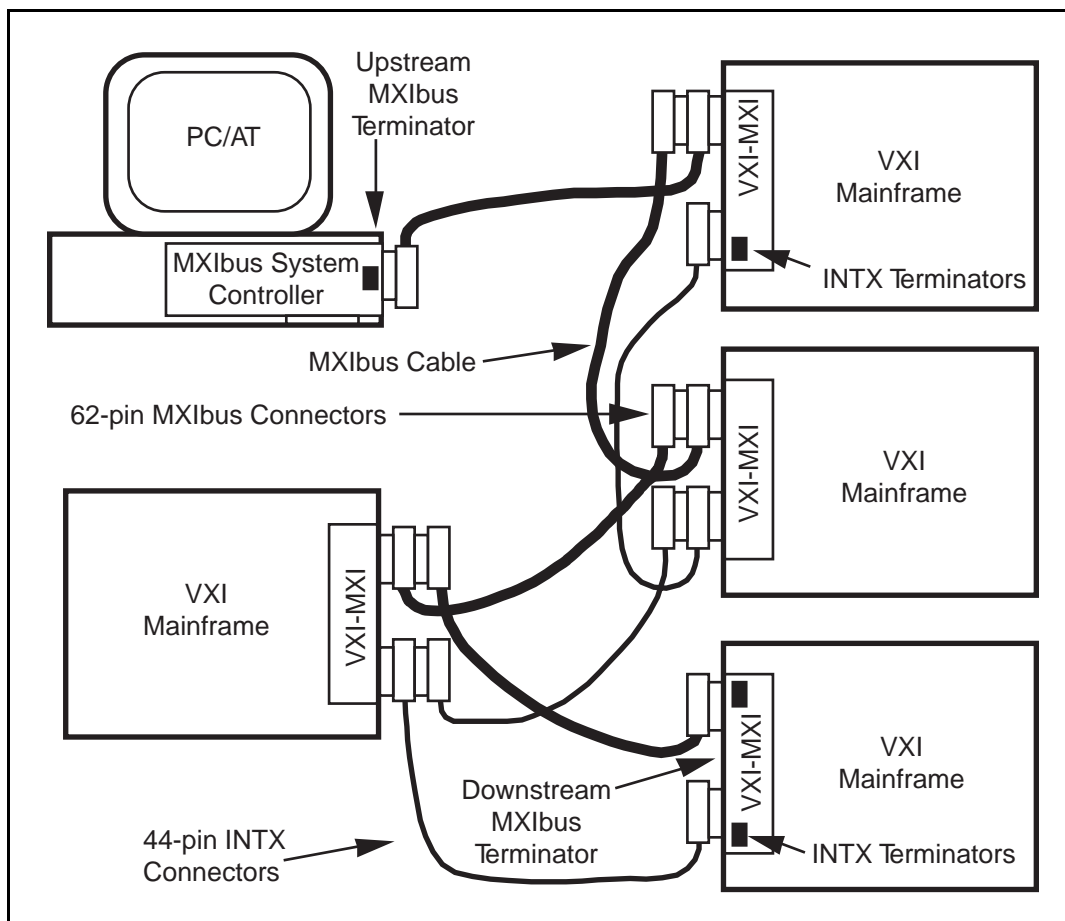 PC/AT
Upstream
MXIbus
Terminator
MXIbus System
Controller
VXI-MXI
VXI
Mainframe
INTX Terminators
MXIbus Cable
62-pin MXIbus Connectors
VXI-MXI
VXI
Mainframe
VXI
Mainframe
VXI-MXI
VXI-MXI
VXI
Mainframe
Downstream
MXIbus
Terminator
INTX Terminators
44-pin INTX
Connectors